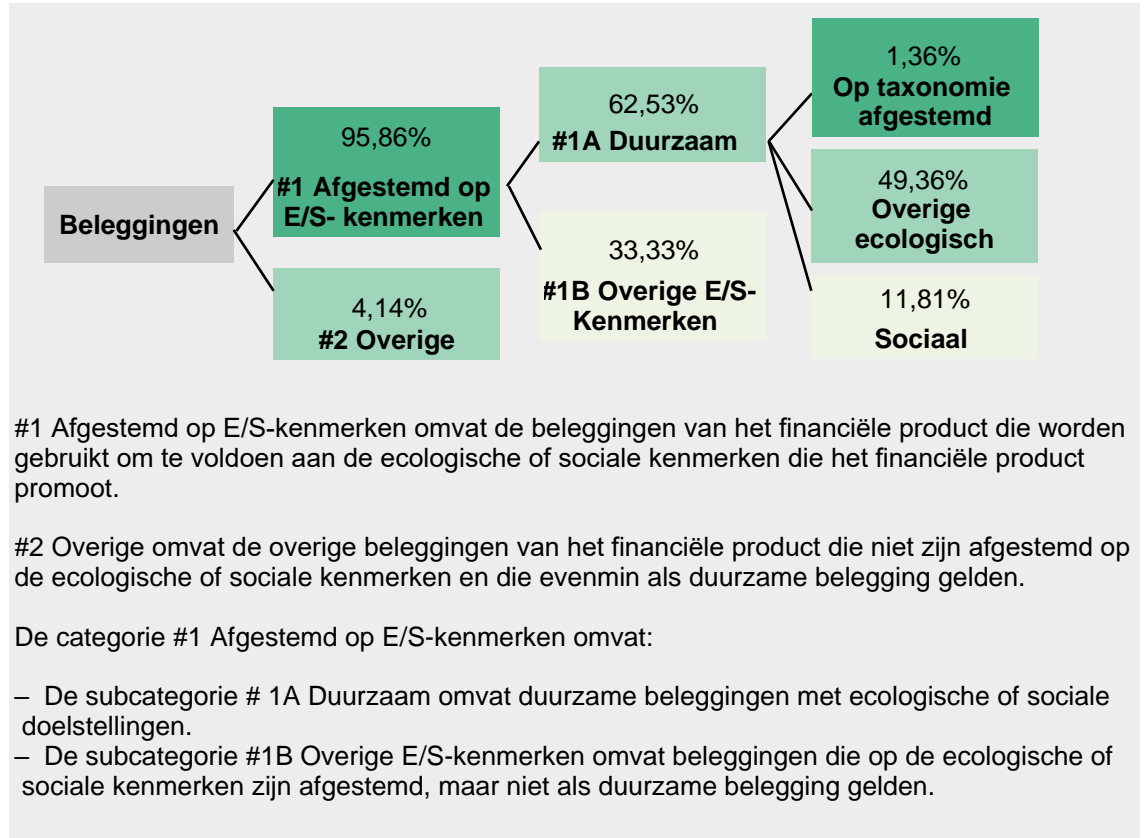 Beleggingen
95,86%
#1 Afgestemd op
E/S- kenmerken
4,14%
#2 Overige
62,53%
#1A Duurzaam
33,33%
#1B Overige E/S-
Kenmerken
1,36%
Op taxonomie
afgestemd
49,36%
Overige
ecologisch
11,81%
Sociaal
#1 Afgestemd op E/S-kenmerken omvat de beleggingen van het financiële product die worden
gebruikt om te voldoen aan de ecologische of sociale kenmerken die het financiële product
promoot.
#2 Overige omvat de overige beleggingen van het financiële product die niet zijn afgestemd op
de ecologische of sociale kenmerken en die evenmin als duurzame belegging gelden.
De categorie #1 Afgestemd op E/S-kenmerken omvat:
– De subcategorie # 1A Duurzaam omvat duurzame beleggingen met ecologische of sociale
doelstellingen.
– De subcategorie #1B Overige E/S-kenmerken omvat beleggingen die op de ecologische of
sociale kenmerken zijn afgestemd, maar niet als duurzame belegging gelden.